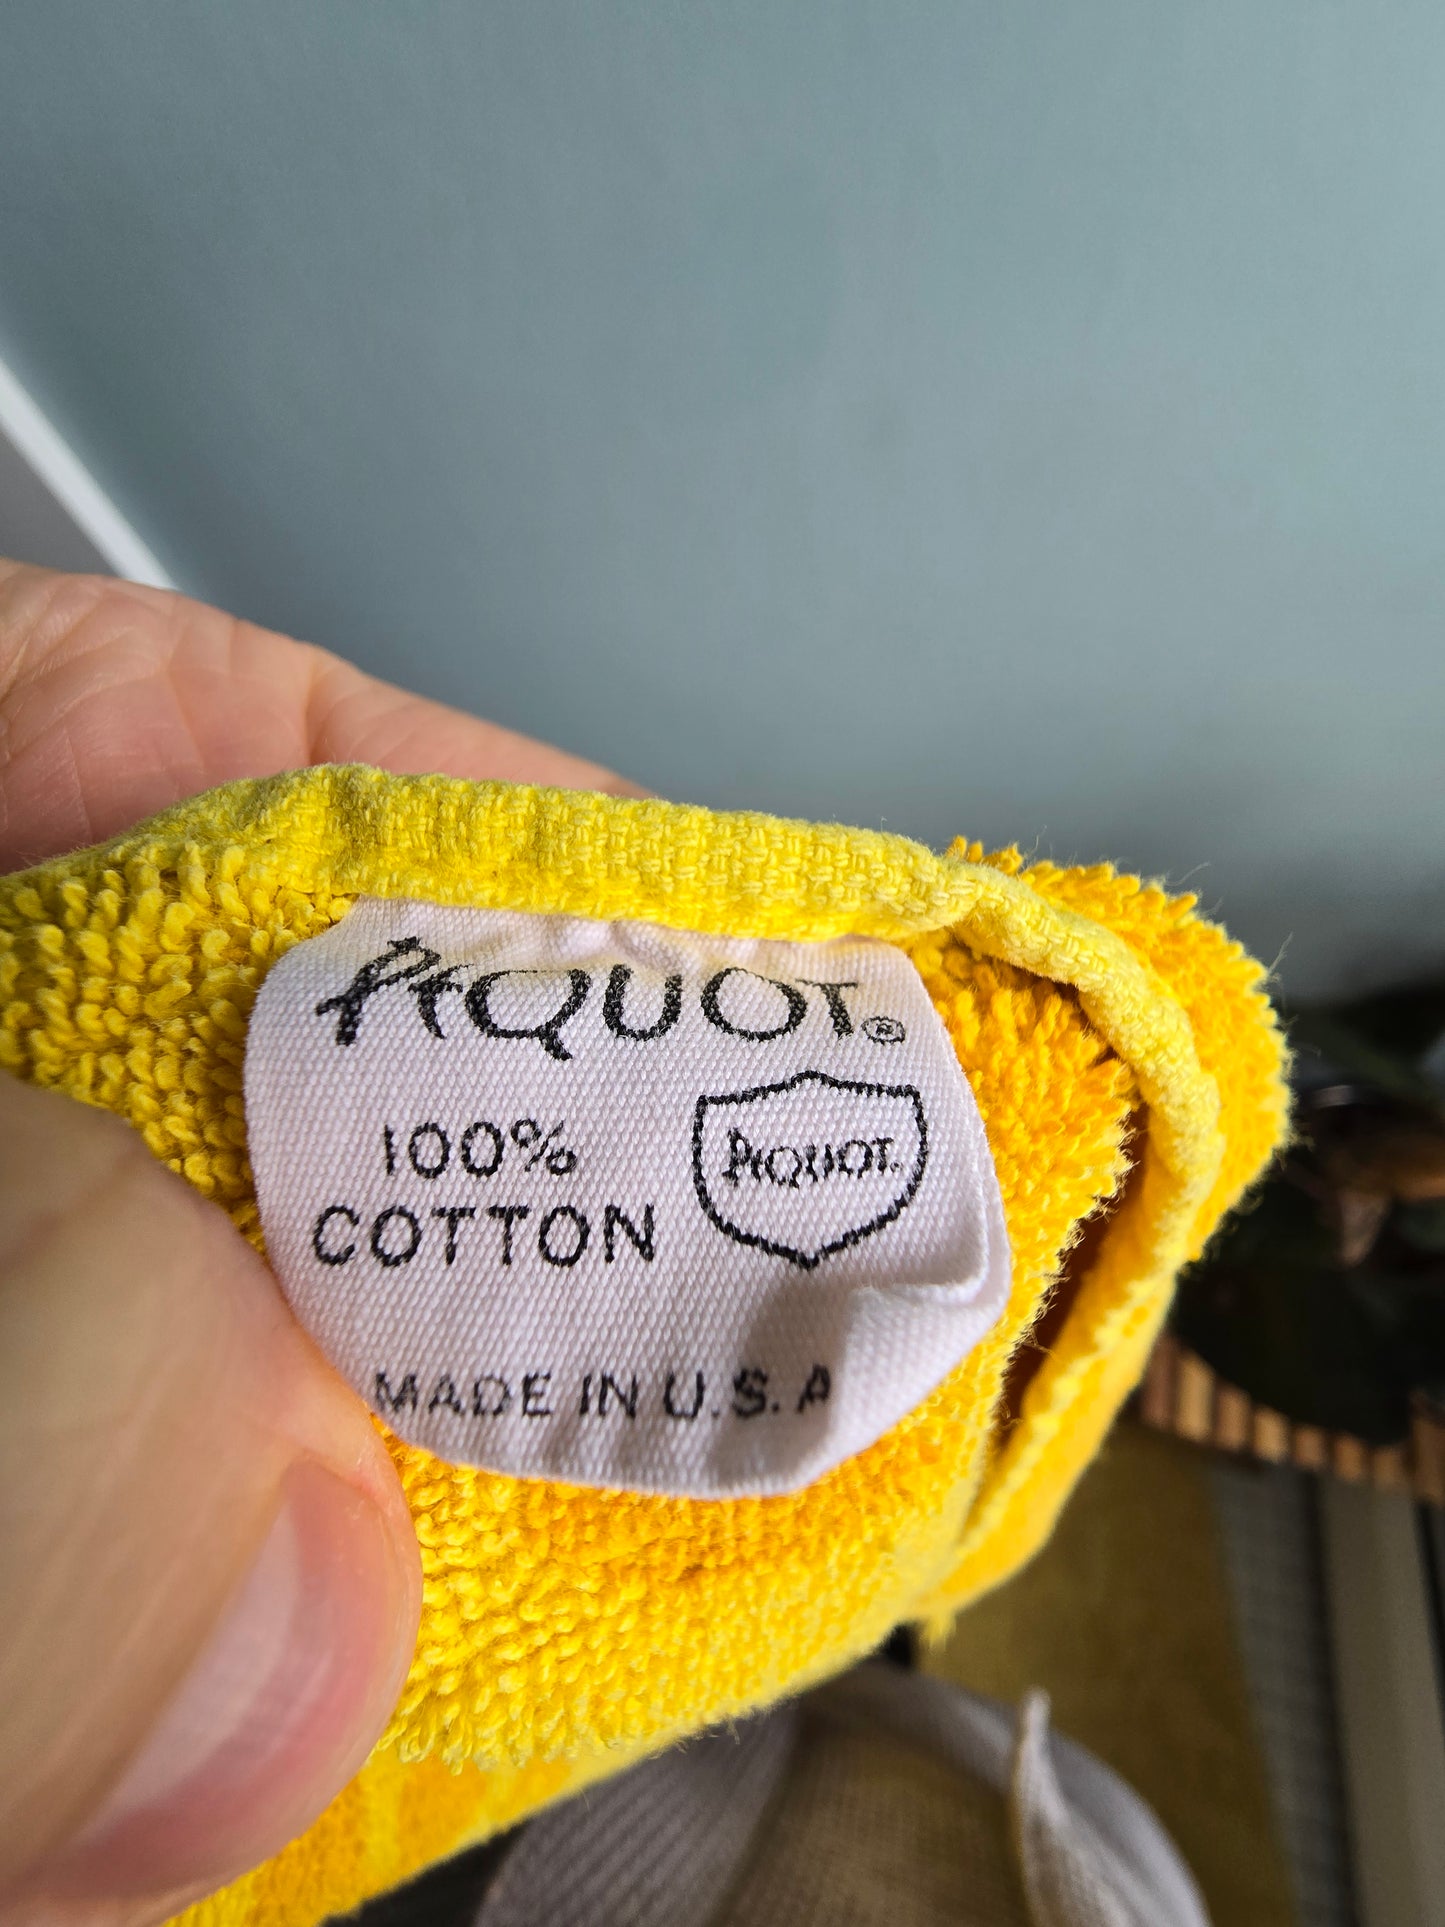 PEQUOT®
100%
COTTON
PEQUOT.
MADE IN U.S.A